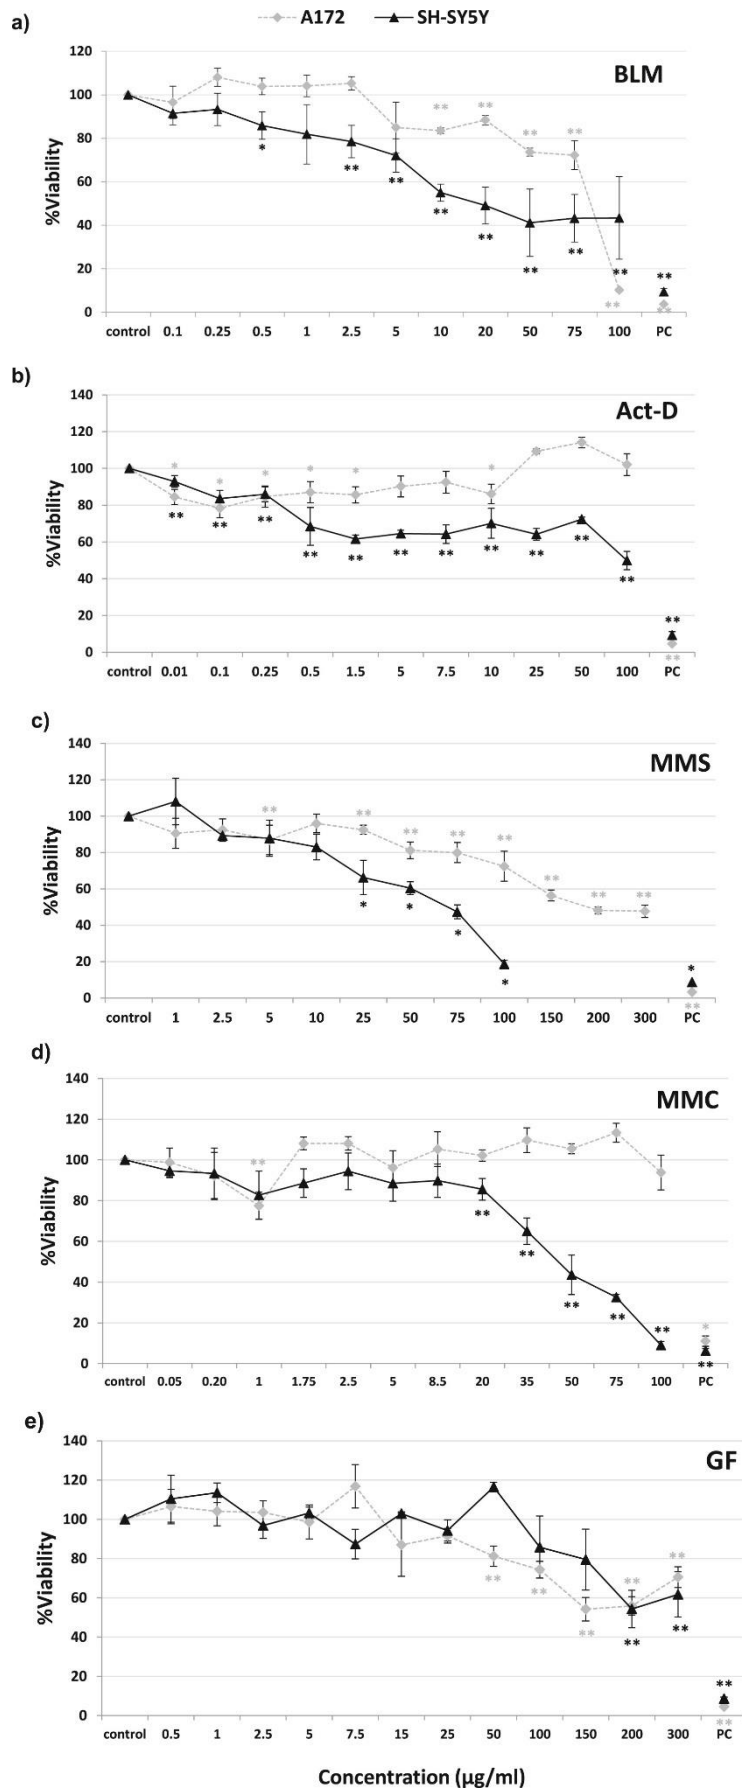 A172 SH-SY5Y
a)
BLM
%Viability
120
100
80
60
40
20
0
** ** ** **
* ** ** ** ** ** ** ** **
** **
control 0.1 0.25 0.5 1 2.5 5 10 20 50 75 100 PC
b)
Act-D
%Viability
140
120
100
80
60
40
20
0
* * * * * *
** ** ** ** ** ** ** ** ** ** **
**
**
control 0.01 0.1 0.25 0.5 1.5 5 7.5 10 25 50 100 PC
c)
MMS
%Viability
140
120
100
80
60
40
20
0
** ** ** ** ** ** ** **
* * * * *
**
control 1 2.5 5 10 25 50 75 100 150 200 300 PC
d)
MMC
%Viability
140
120
100
80
60
40
20
0
**
** ** ** ** **
*
**
control 0.05 0.20 1 1.75 2.5 5 8.5 20 35 50 75 100 PC
e)
GF
%Viability
140
120
100
80
60
40
20
0
** ** ** ** **
** **
**
**
control 0.5 1 2.5 5 7.5 15 25 50 100 150 200 300 PC
Concentration (µg/ml)